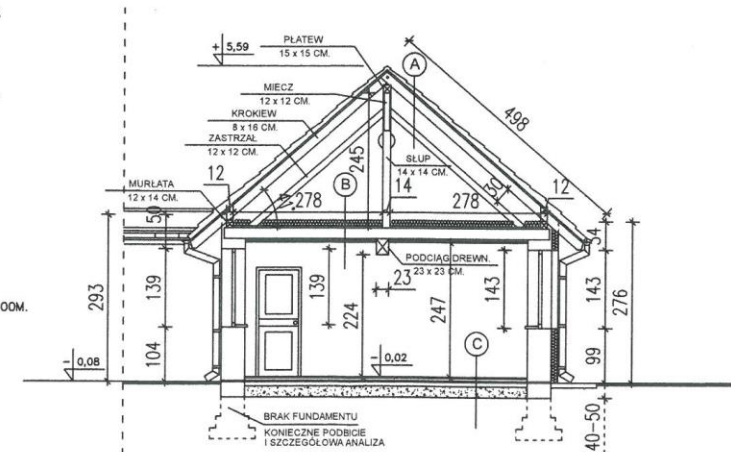 + 5,59
PŁATEW
15 x 15 CM.
A
498
MIECZ
12 x 12 CM.
KROKIEW
8 x 16 CM.
ZASTRZAŁ
12 x 12 CM.
245
SŁUP
14 x 14 CM.
MURŁATA
12 x 14 CM.
12
B
14
278
278
30
12
50
54
PODCIĄG DREWN.
23 x 23 CM.
23
293
139
139
224
247
143
143
276
OOM.
104
99
- 0,08
- 0,02
C
BRAK FUNDAMENTU
KONIECZNE PODBICIE
I SZCZEGÓŁOWA ANALIZA
40-50